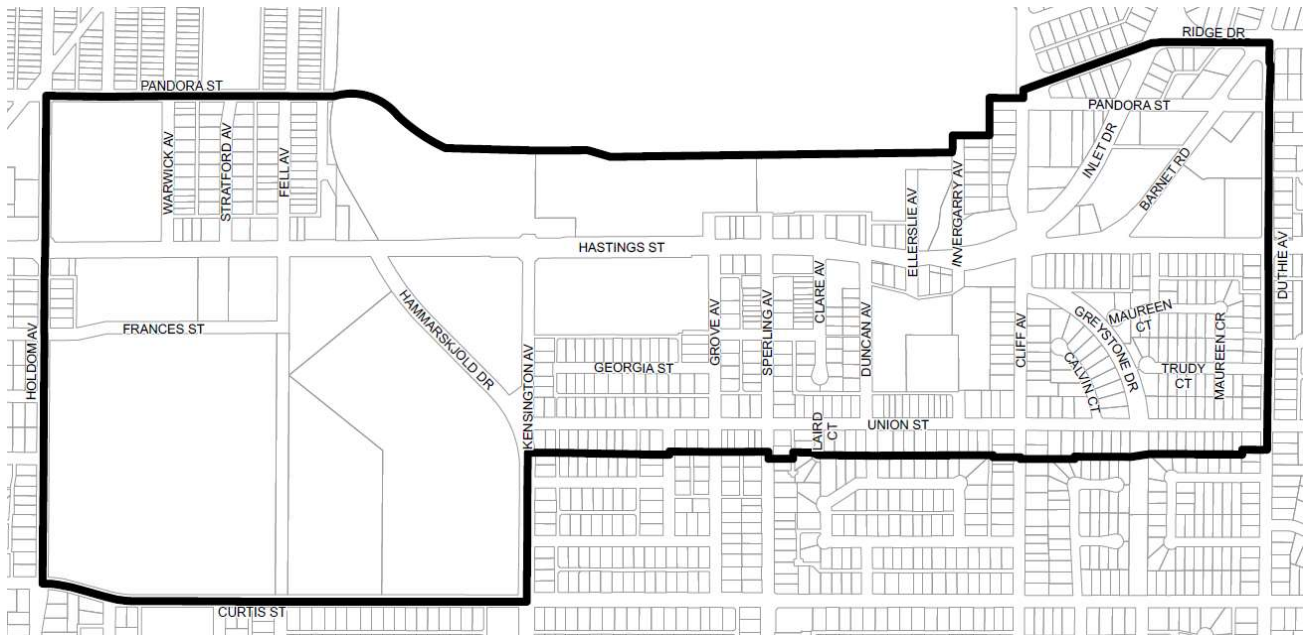 RIDGE DR
PANDORA ST
PANDORA ST
WARWICK AV
STRATFORD AV
FELL AV
INLET DR
BARNET RD
HASTINGS ST
ELLERSLIE AV
INVERGARRY AV
DUTHIE AV
HOLDOM AV
FRANCES ST
HAMMARSKJOLD DR
KENSINGTON AV
GEORGIA ST
GROVE AV
SPERLING AV
CLARE AV
DUNCAN AV
CLIFF AV
GREYSTONE DR
MAUREEN
CT
CALVIN CT
TRUDY
CT
MAUREEN CR
LAIRD
CT
UNION ST
CURTIS ST